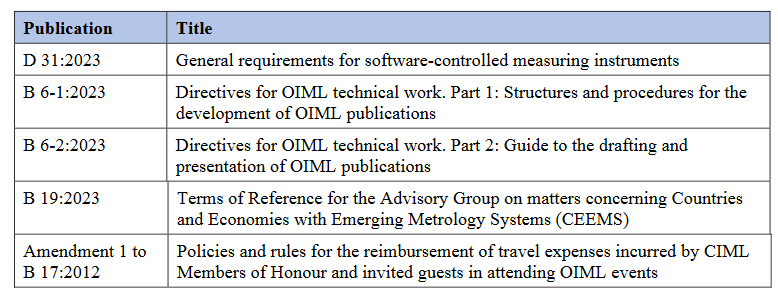 Publication Title
D 31:2023 General requirements for software-controlled measuring instruments
B 6-1:2023 Directives for OIML technical work. Part 1: Structures and procedures for the
development of OIML publications
B 6-2:2023 Directives for OIML technical work. Part 2: Guide to the drafting and
presentation of OIML publications
B 19:2023 Terms of Reference for the Advisory Group on matters concerning Countries
and Economies with Emerging Metrology Systems (CEEMS)
Amendment 1 to Policies and rules for the reimbursement of travel expenses incurred by CIML
B 17:2012 Members of Honour and invited guests in attending OIML events